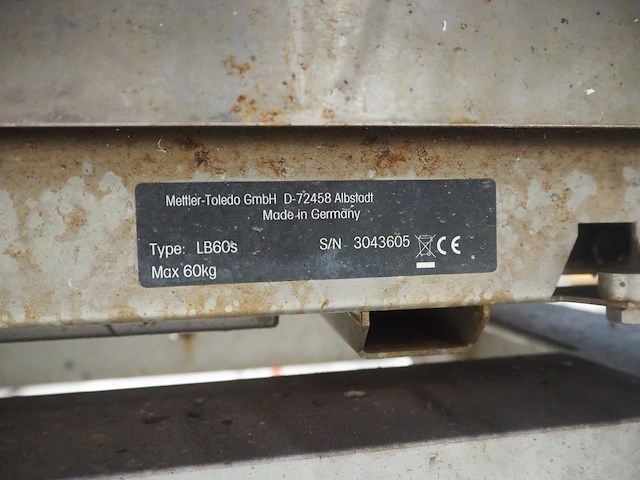 Mettler-Toledo GmbH D-72458 Albstadt
Made in Germany
Type: LB60s S/N 3043605 CE
Max 60kg